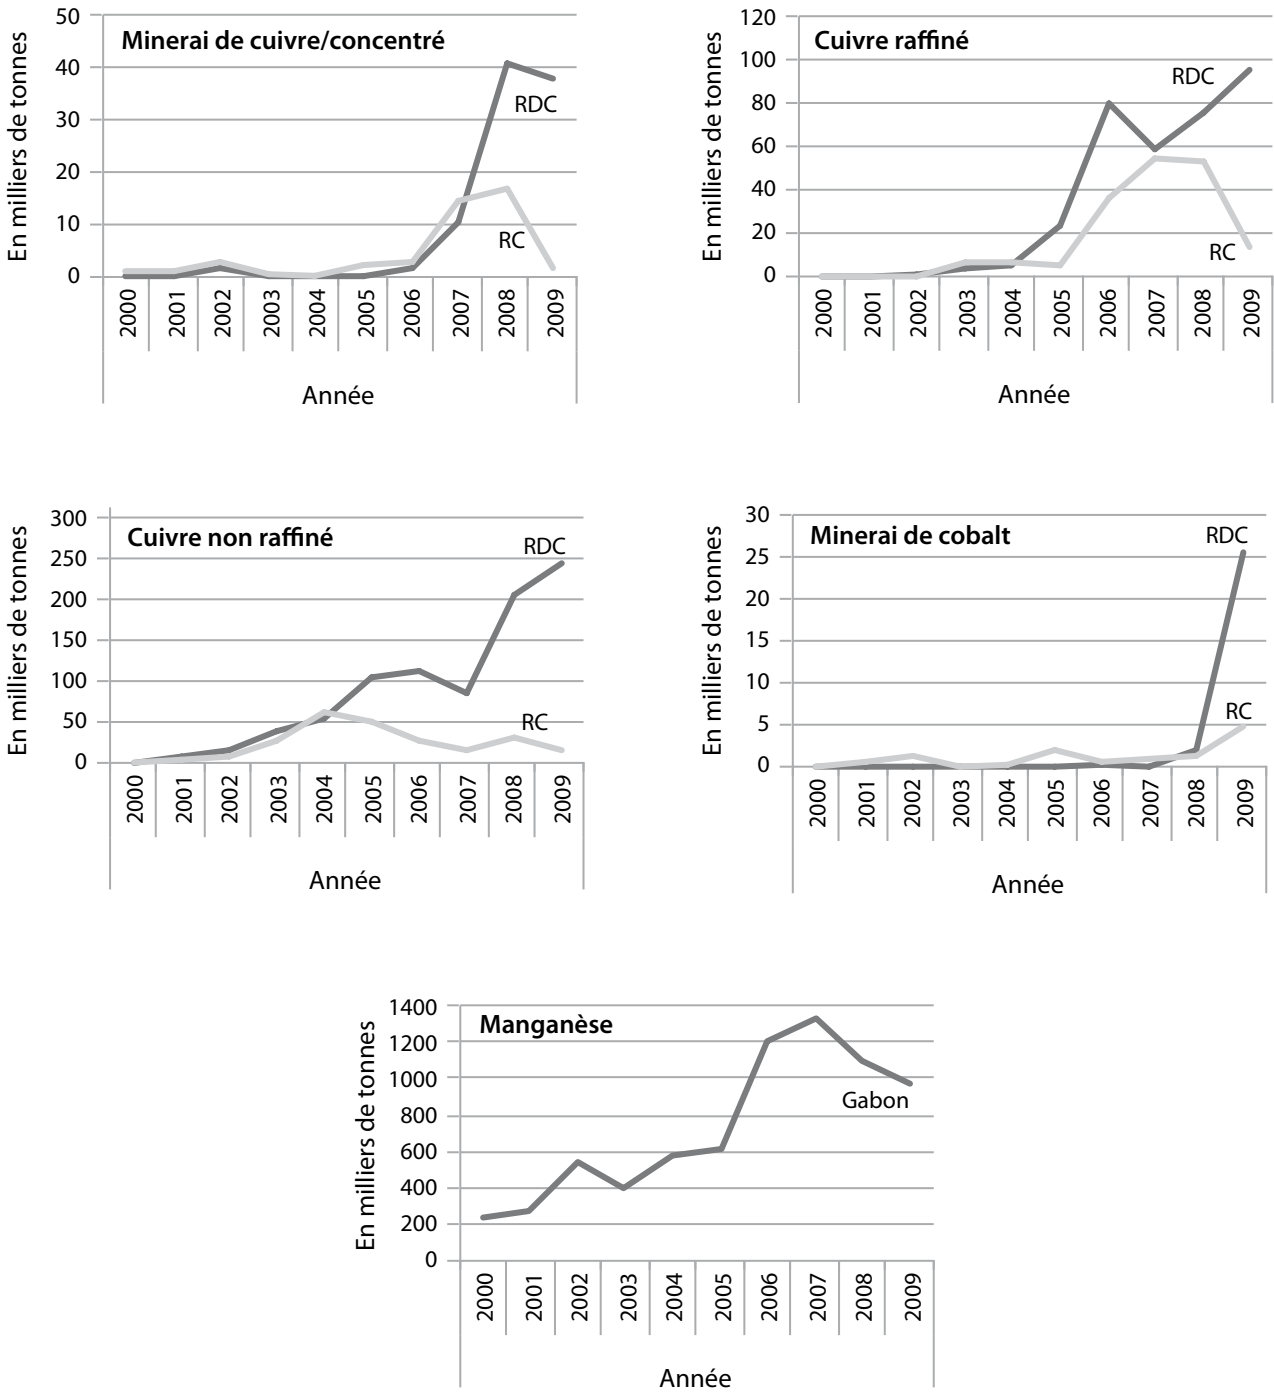 Minerai de cuivre/concentré
En milliers de tonnes
50
40
30
20
10
0
RDC
RC
2000 2001 2002 2003 2004 2005 2006 2007 2008 2009
Année
Cuivre raffiné
En milliers de tonnes
120
100
80
60
40
20
0
RDC
RC
2000 2001 2002 2003 2004 2005 2006 2007 2008 2009
Année
Cuivre non raffiné
En milliers de tonnes
300
250
200
150
100
50
0
RDC
RC
2000 2001 2002 2003 2004 2005 2006 2007 2008 2009
Année
Minerai de cobalt
En milliers de tonnes
30
25
20
15
10
5
0
RDC
RC
2000 2001 2002 2003 2004 2005 2006 2007 2008 2009
Année
Manganèse
En milliers de tonnes
1400
1200
1000
800
600
400
200
0
Gabon
2000 2001 2002 2003 2004 2005 2006 2007 2008 2009
Année